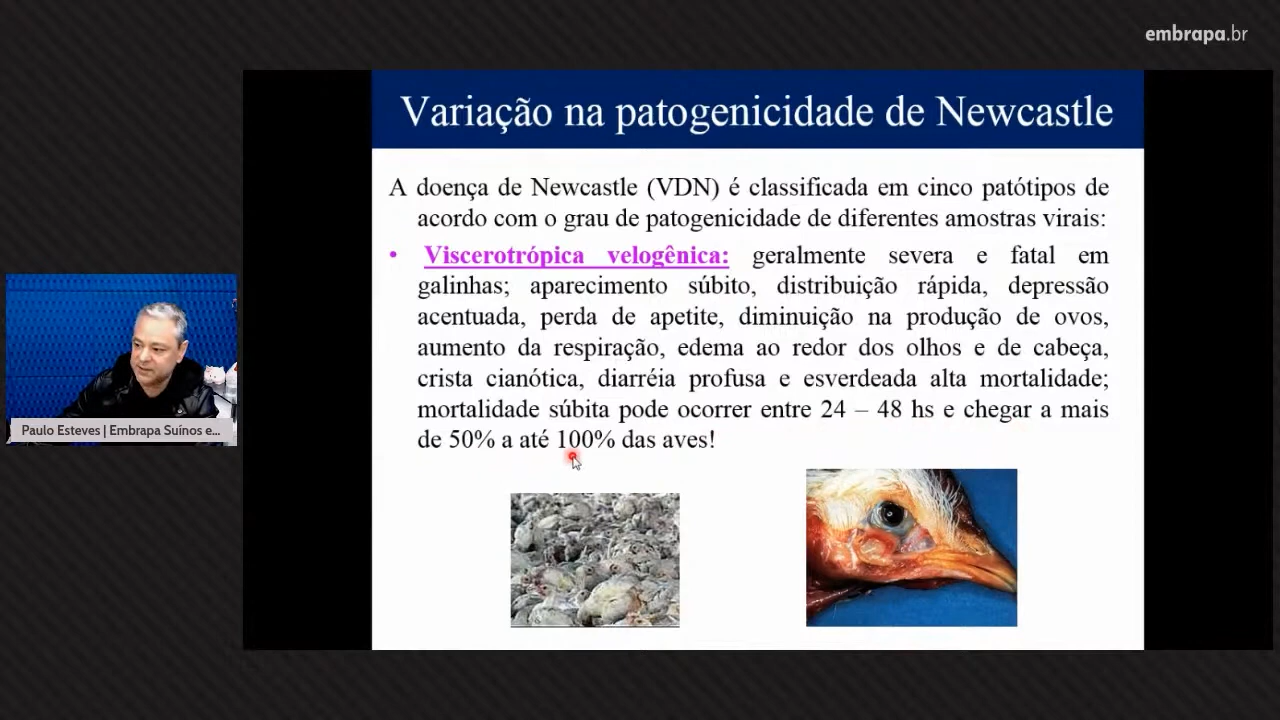 embrapa.br
Variação na patogenicidade de Newcastle
A doença de Newcastle (VDN) é classificada em cinco patótipos de
acordo com o grau de patogenicidade de diferentes amostras virais:
• Viscerotrópica velogênica: geralmente severa e fatal em
galinhas; aparecimento súbito, distribuição rápida, depressão
acentuada, perda de apetite, diminuição na produção de ovos,
aumento da respiração, edema ao redor dos olhos e de cabeça,
crista cianótica, diarréia profusa e esverdeada alta mortalidade;
mortalidade súbita pode ocorrer entre 24 – 48 hs e chegar a mais
de 50% a até 100% das aves!
Paulo Esteves | Embrapa Suínos e...